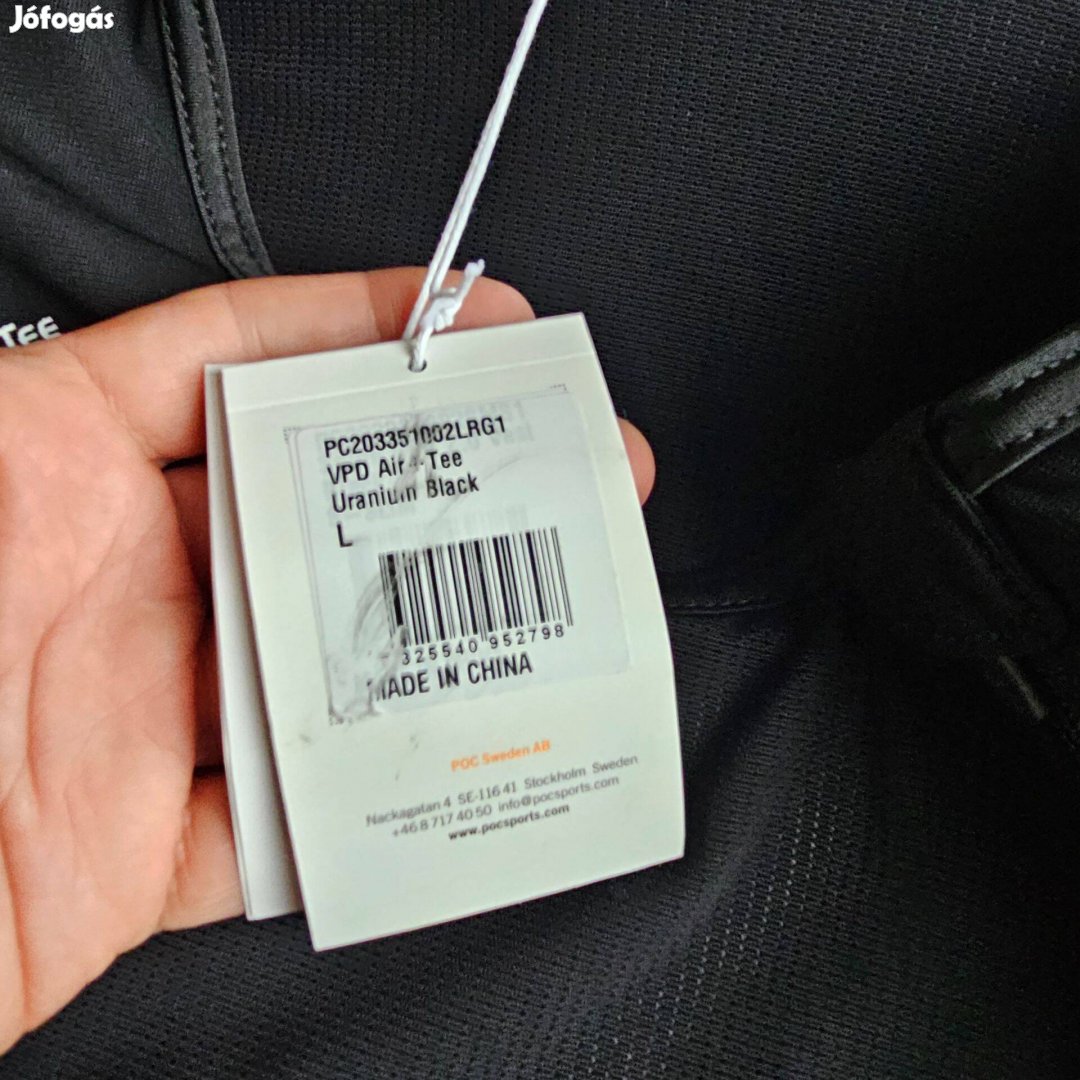 Jófogás
TEE
PC203351002LRG1
VPD Air + Tee
Uranium Black
L
325540 952798
MADE IN CHINA
POC Sweden AB
Nackagatan 4 SE-116 41 Stockholm Sweden
+46 8 717 40 50 info@pocsports.com
www.pocsports.com